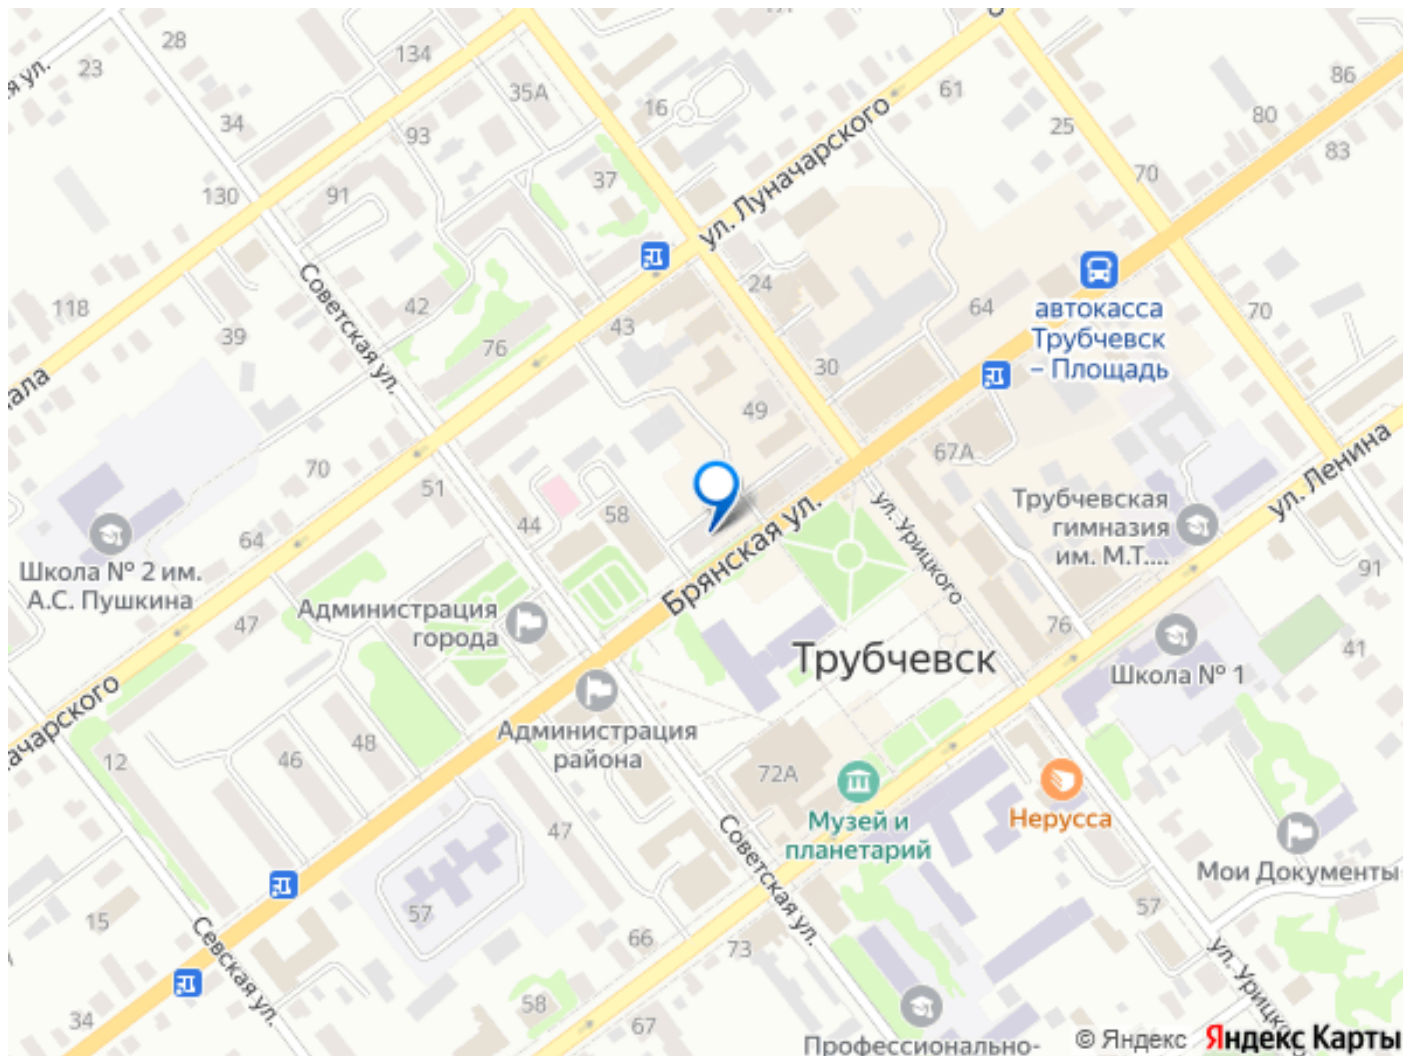 28
134
я ул.
23
35А
16
61
86
34
93
25
80
83
130
91
37
70
ул. Луначарского
Советская ул.
24
118
42
43
64
автокасса
Трубчевск
– Площадь
70
39
76
30
ала
49
67А
ул. Ленина
70
51
44
58
Брянская ул.
ул. Урицкого
Трубчевская
гимназия
им. М.Т....
64
Школа № 2 им.
А.С. Пушкина
Администрация
города
91
47
76
41
Трубчевск
Школа № 1
ачарского
Администрация
района
12
46
48
72А
Музей и
планетарий
Нерусса
47
Советская ул.
Мои Документы
57
15
57
Севская ул.
66
73
ул. Урицко
34
58
67
Профессионально-
© Яндекс Яндекс Карты